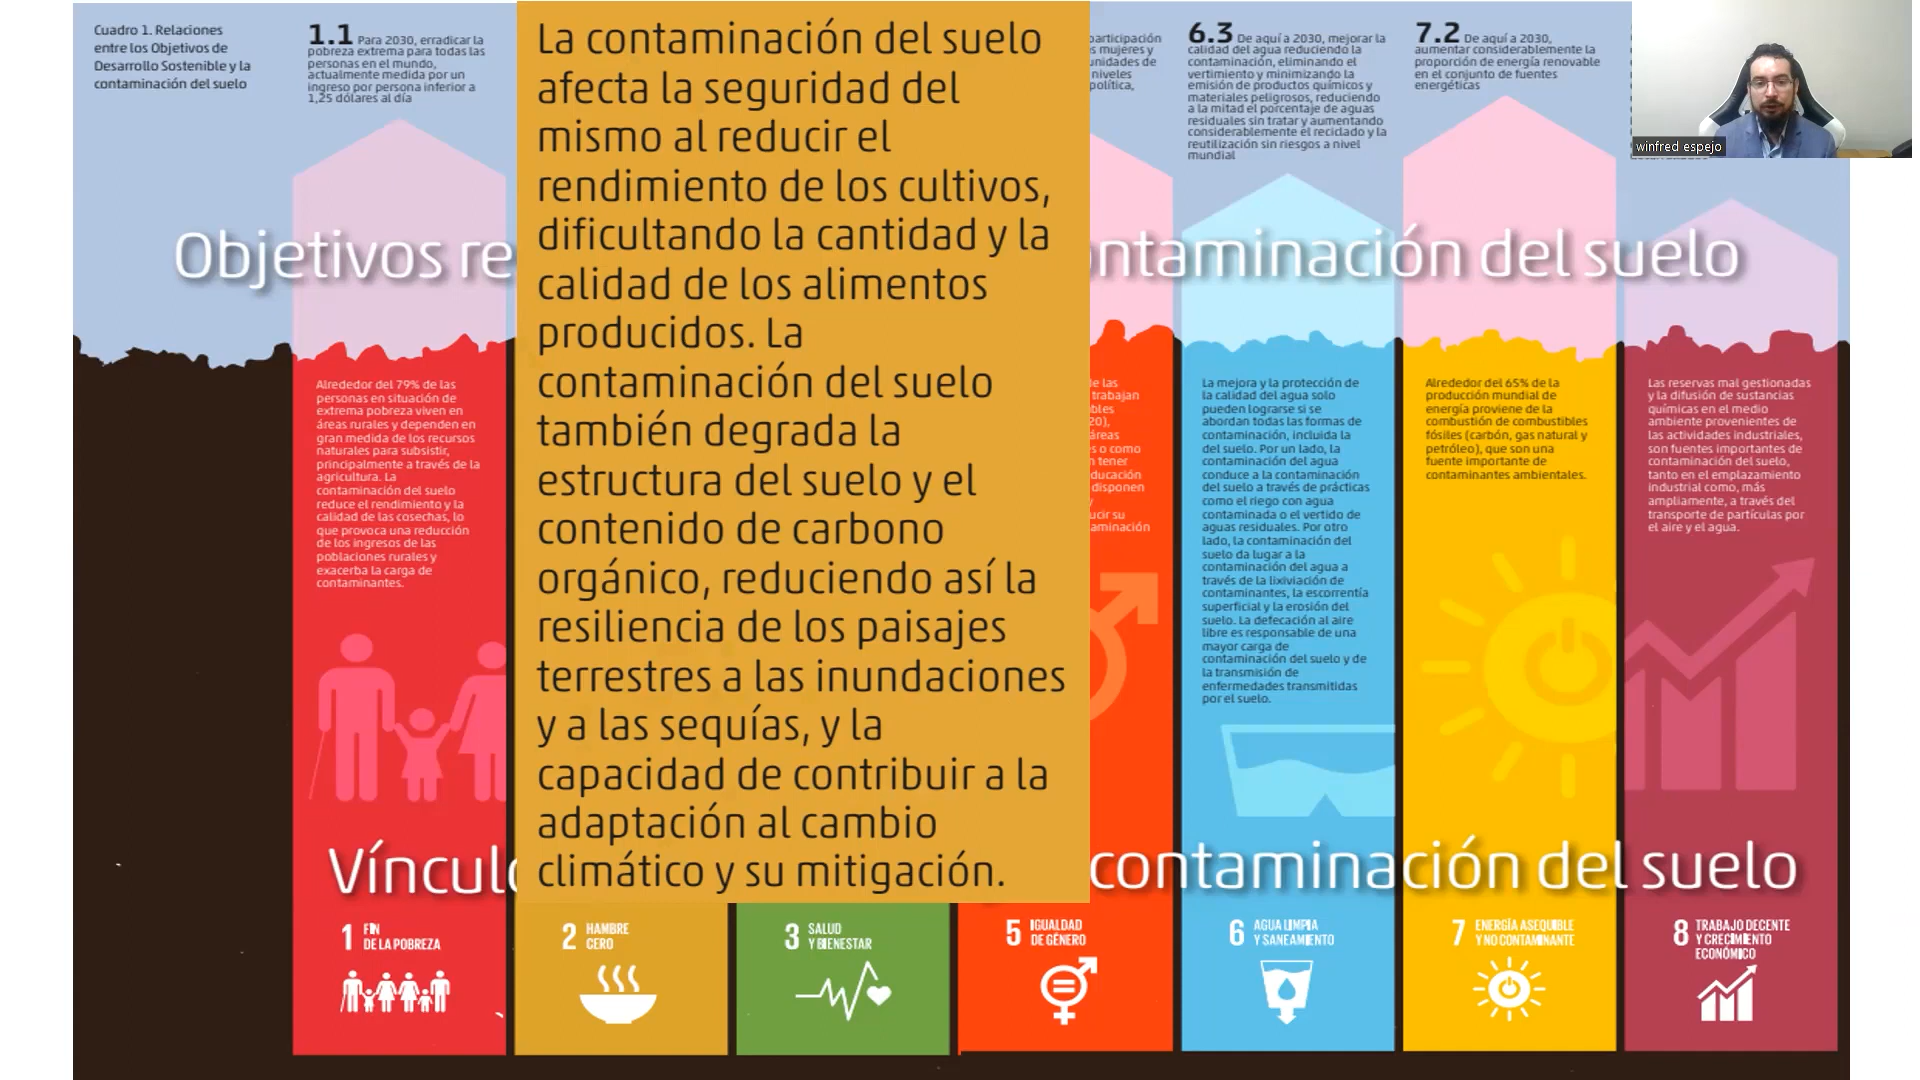 Cuadro 1. Relaciones
entre los Objetivos de
Desarrollo Sostenible y la
contaminación del suelo
1.1 Para 2030, erradicar la
pobreza extrema para todas las
personas en el mundo,
actualmente medida por un
ingreso por persona inferior a
1,25 dólares al día
La contaminación del suelo
afecta la seguridad del
mismo al reducir el
rendimiento de los cultivos,
dificultando la cantidad y la
calidad de los alimentos
producidos. La
contaminación del suelo
también degrada la
estructura del suelo y el
contenido de carbono
orgánico, reduciendo así la
resiliencia de los paisajes
terrestres a las inundaciones
y a las sequías, y la
capacidad de contribuir a la
adaptación al cambio
climático y su mitigación.
participación
mujeres y
niveles
política,
6.3 De aquí a 2030, mejorar la
calidad del agua reduciendo la
contaminación, eliminando el
vertimiento y minimizando la
emisión de productos químicos y
materiales peligrosos, reduciendo
a la mitad el porcentaje de aguas
residuales sin tratar y aumentando
considerablemente el reciclado y la
reutilización sin riesgos a nivel
mundial
7.2 De aquí a 2030,
aumentar considerablemente la
proporción de energía renovable
en el conjunto de fuentes
energéticas
winfred espejo
Objetivos re
ntaminación del suelo
Alrededor del 79% de las
personas en situación de
extrema pobreza viven en
áreas rurales y dependen en
gran medida de los recursos
naturales para subsistir,
principalmente a través de la
agricultura. La
contaminación del suelo
reduce el rendimiento y la
calidad de las cosechas, lo
que provoca una reducción
de los ingresos de las
poblaciones rurales y
exacerba la carga de
contaminantes.
de las
trabajan
20),
áreas
s o como
tener
educación
disponen
y
ucir su
aminación
La mejora y la protección de
la calidad del agua solo
pueden lograrse si se
abordan todas las formas de
contaminación, incluida la
del suelo. Por un lado, la
contaminación del agua
conduce a la contaminación
del suelo a través de prácticas
como el riego con agua
contaminada o el vertido de
aguas residuales. Por otro
lado, la contaminación del
suelo da lugar a la
contaminación del agua a
través de la lixiviación de
contaminantes, la escorrentía
superficial y la erosión del
suelo. La defecación al aire
libre es responsable de una
mayor carga de
contaminación del suelo y de
la transmisión de
enfermedades transmitidas
por el suelo.
Alrededor del 65% de la
producción mundial de
energía proviene de la
combustión de combustibles
fósiles (carbón, gas natural y
petróleo), que son una
fuente importante de
contaminantes ambientales.
Las reservas mal gestionadas
y la difusión de sustancias
químicas en el medio
ambiente provenientes de
las actividades industriales,
son fuentes importantes de
contaminación del suelo,
tanto en el emplazamiento
industrial como, más
ampliamente, a través del
transporte de partículas por
el aire y el agua.
Víncul
contaminación del suelo
1 FIN
DE LA POBREZA
2 HAMBRE
CERO
3 SALUD
Y BIENESTAR
5 IGUALDAD
DE GÉNERO
6 AGUA LIMPIA
Y SANEAMIENTO
7 ENERGÍA ASEQUIBLE
Y NO CONTAMINANTE
8 TRABAJO DECENTE
Y CRECIMIENTO
ECONÓMICO